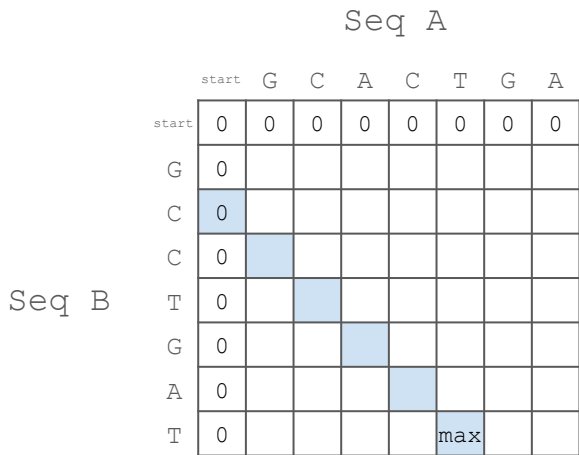 Seq A
start G C A C T G A
start 0 0 0 0 0 0 0 0
G 0
C 0
C 0
Seq B T 0
G 0
A 0
T 0 max